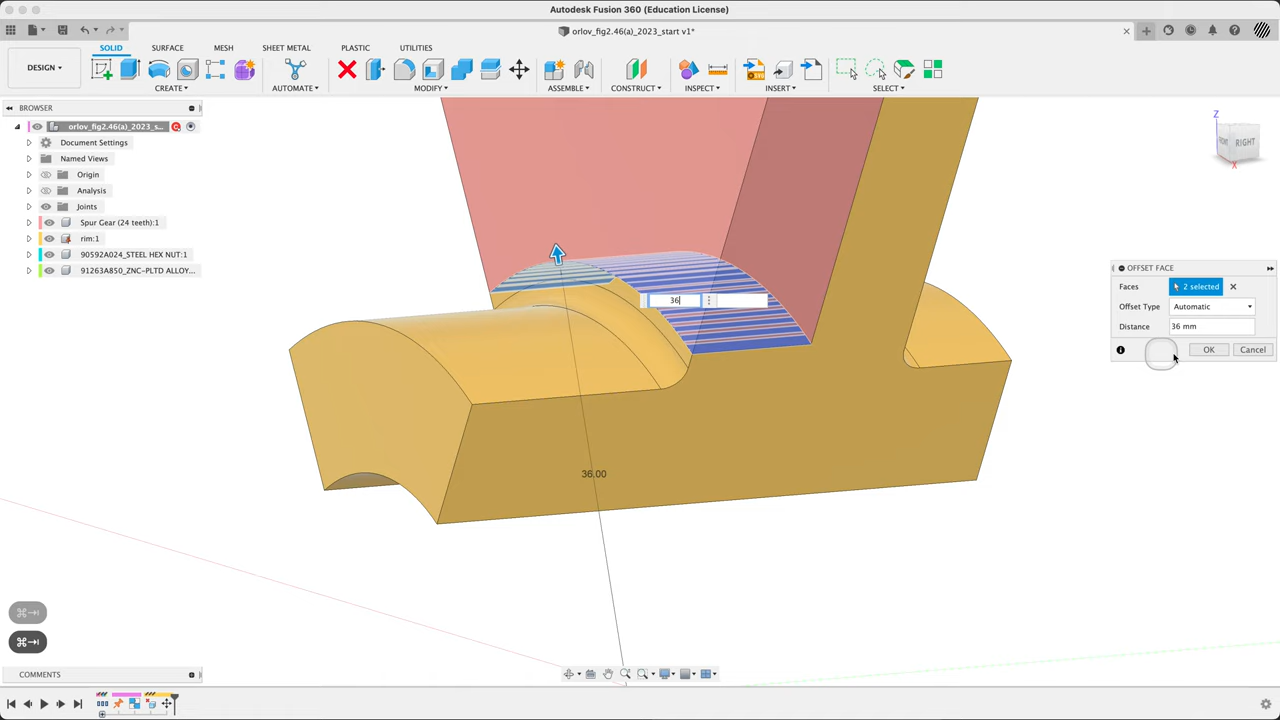 Autodesk Fusion 360 (Education License)
orlov_fig2.46(a)_2023_start v1*
SOLID SURFACE MESH SHEET METAL PLASTIC UTILITIES
DESIGN
CREATE AUTOMATE MODIFY ASSEMBLE CONSTRUCT INSPECT INSERT SELECT
BROWSER
orlov_fig2.46(a)_2023_s...
Document Settings
Named Views
Origin
Analysis
Joints
Spur Gear (24 teeth):1
rim:1
90592A024_STEEL HEX NUT:1
91263A850_ZNC-PLTD ALLOY...
Z
FRONT RIGHT
X
36
36.00
OFFSET FACE
Faces 2 selected
Offset Type Automatic
Distance 36 mm
OK Cancel
⌘⇥
⌘⇥
COMMENTS